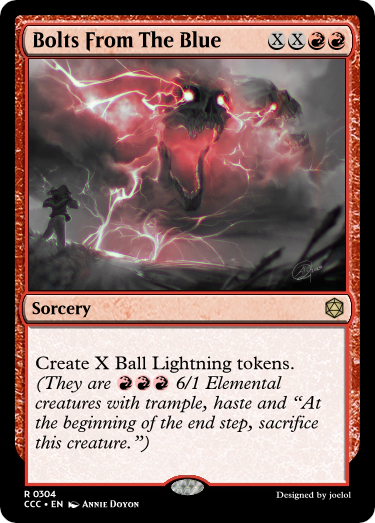 Bolts From The Blue XX
Sorcery
Create X Ball Lightning tokens.
(They are 6/1 Elemental
creatures with trample, haste and “At
the beginning of the end step, sacrifice
this creature.”)
R 0304 Designed by joelol
CCC • EN Annie Doyon